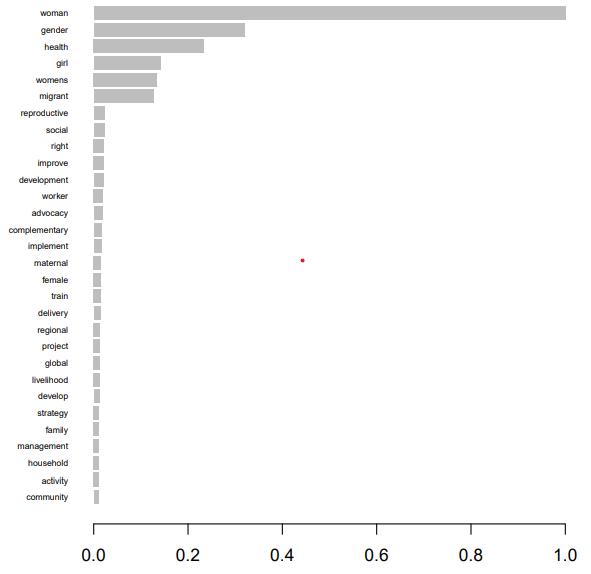 woman
gender
health
girl
womens
migrant
reproductive
social
right
improve
development
worker
advocacy
complementary
implement
maternal
female
train
delivery
regional
project
global
livelihood
develop
strategy
family
management
household
activity
community
0.0 0.2 0.4 0.6 0.8 1.0